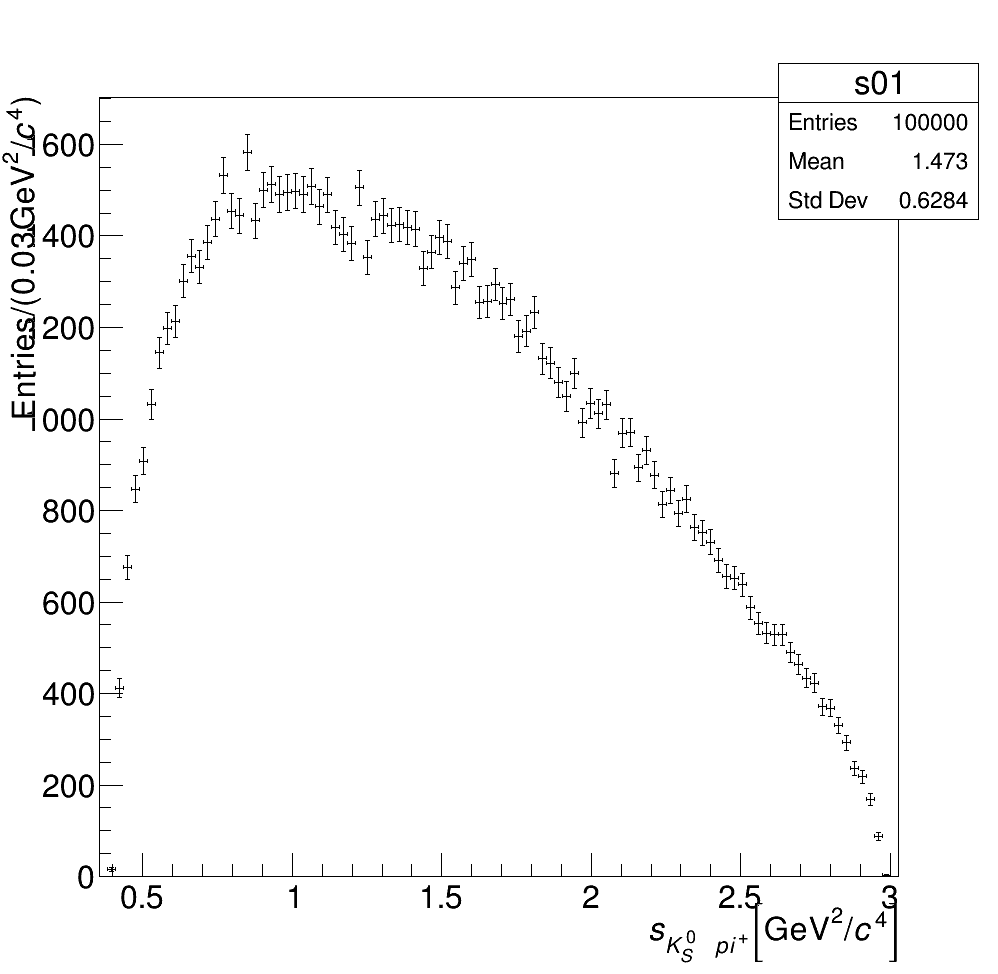 s01
Entries 100000
Mean 1.473
Std Dev 0.6284
Entries/(0.03GeV²/c⁴)
1600
1400
1200
1000
800
600
400
200
0
0.5 1 1.5 2 2.5 3
s_{K_S^0 pi^+}[GeV²/c⁴]